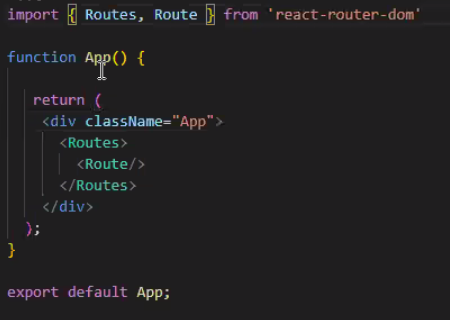 import { Routes, Route } from 'react-router-dom'
function App() {
return (
<div className="App">
<Routes>
<Route/>
</Routes>
</div>
);
}
export default App;